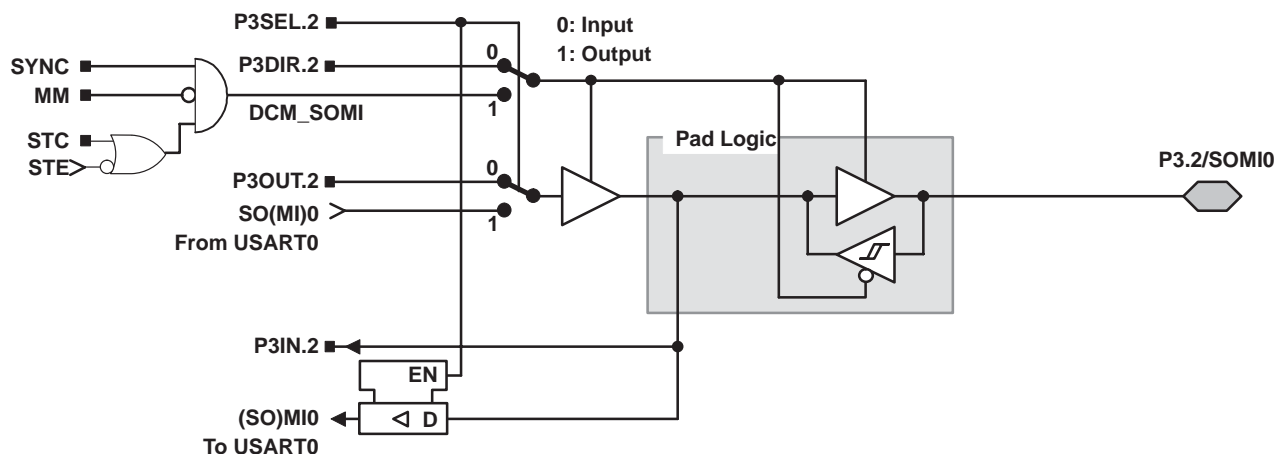 P3SEL.2
0: Input
1: Output
SYNC
P3DIR.2
0
MM
1
DCM_SOMI
STC
STE
Pad Logic
P3.2/SOMI0
P3OUT.2
0
SO(MI)0
1
From USART0
P3IN.2
EN
(SO)MI0
D
To USART0